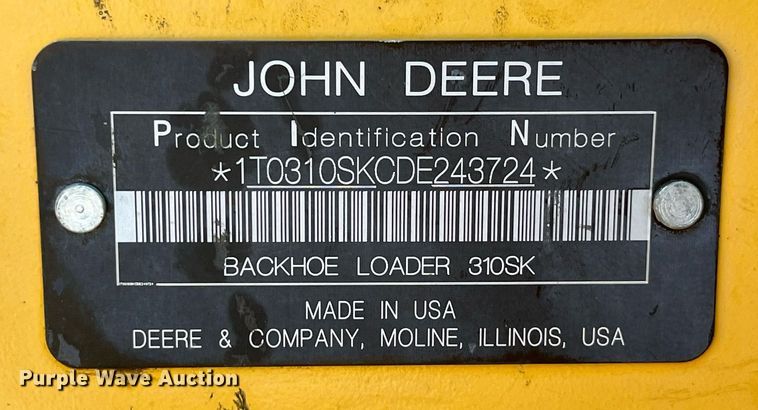 JOHN DEERE
Product Identification Number
*1T0310SKCDE243724*
BACKHOE LOADER 310SK
MADE IN USA
DEERE & COMPANY, MOLINE, ILLINOIS, USA
Purple Wave Auction